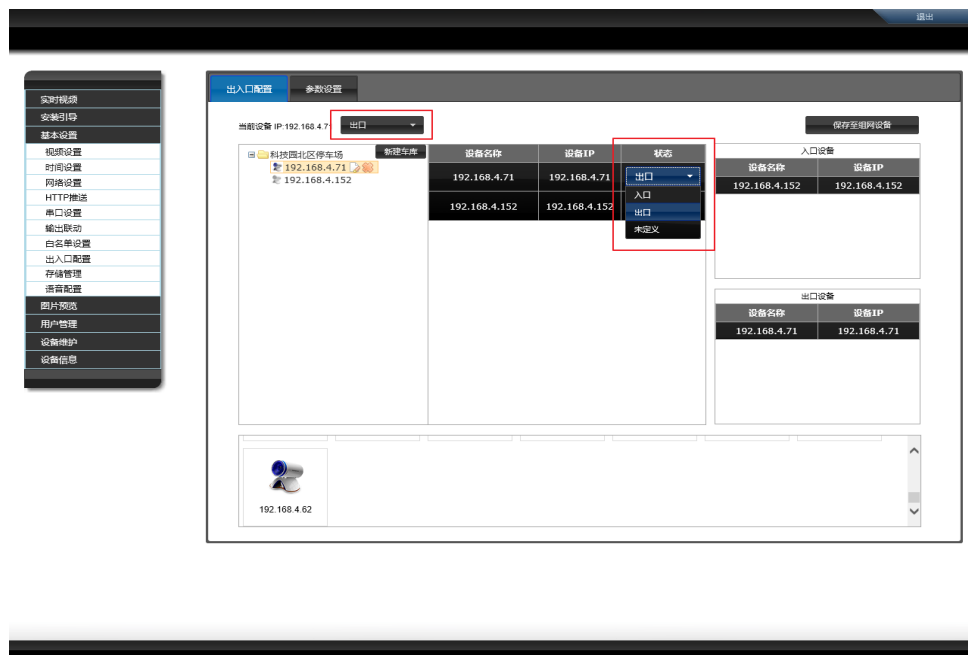 退出
实时视频
安装引导
基本设置
视频设置
时间设置
网络设置
HTTP推送
串口设置
输出联动
白名单设置
出入口配置
存储管理
语音配置
图片预览
用户管理
设备维护
设备信息
出入口配置 参数设置
当前设备 IP:192.168.4.71 出口 保存至组网设备
科技园北区停车场 新建车库
192.168.4.71
192.168.4.152
设备名称 设备IP 状态
192.168.4.71 192.168.4.71 出口
192.168.4.152 192.168.4.152
入口
出口
未定义
入口设备
设备名称 设备IP
192.168.4.152 192.168.4.152
出口设备
设备名称 设备IP
192.168.4.71 192.168.4.71
192.168.4.62